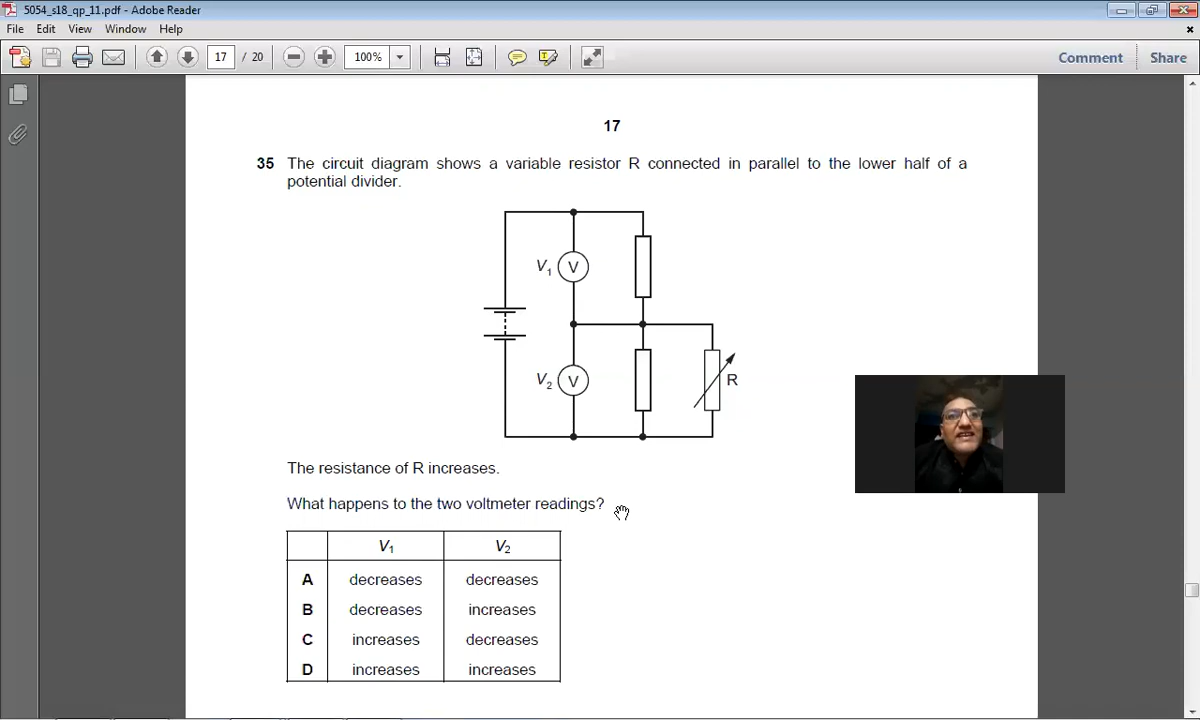 5054_s18_qp_11.pdf - Adobe Reader
File Edit View Window Help
17 / 20 100% Comment Share
17
35 The circuit diagram shows a variable resistor R connected in parallel to the lower half of a
potential divider.
V1 V
V2 V R
The resistance of R increases.
What happens to the two voltmeter readings?
V1 V2
A decreases decreases
B decreases increases
C increases decreases
D increases increases